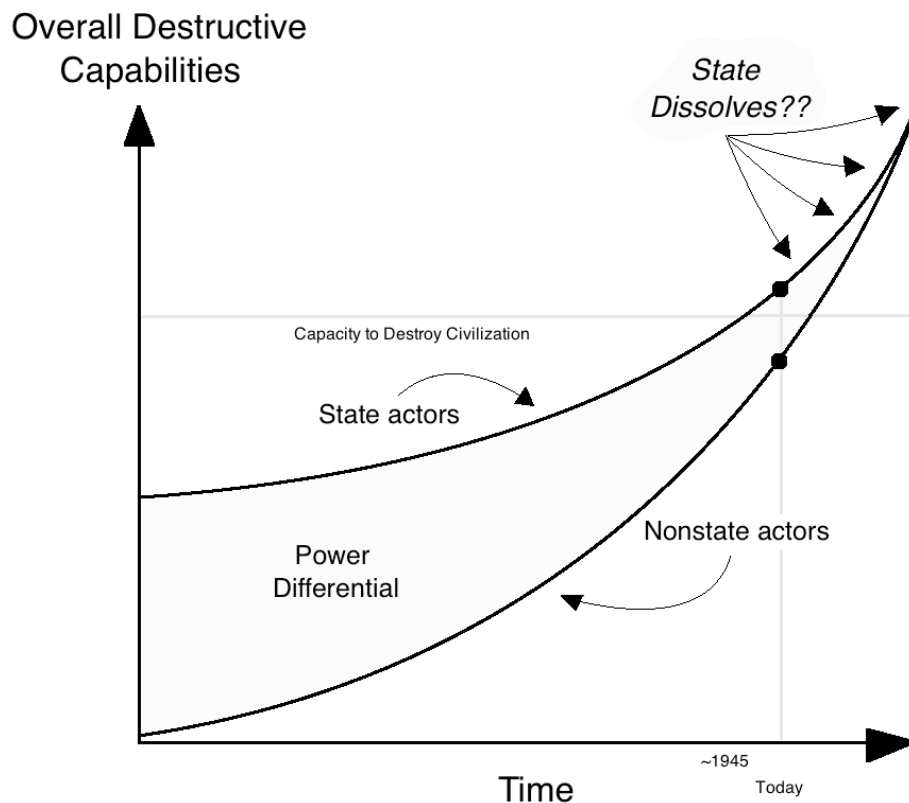 Overall Destructive
Capabilities
State
Dissolves??
Capacity to Destroy Civilization
State actors
Nonstate actors
Power
Differential
~1945
Today
Time